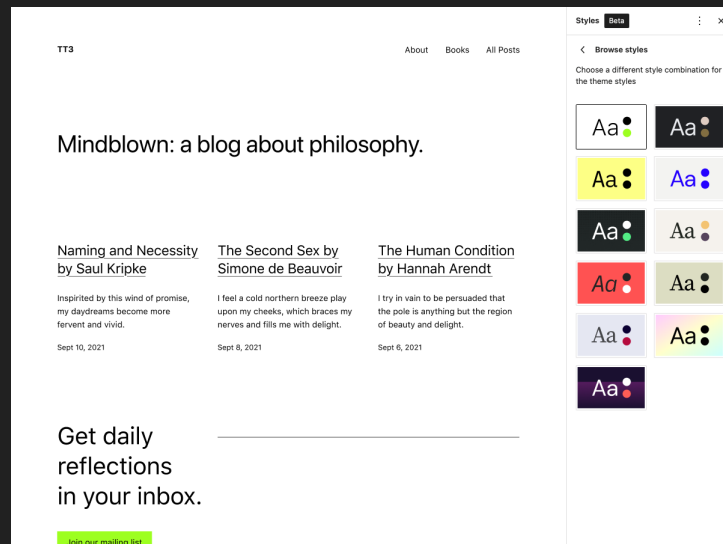 TT3
About Books All Posts
Mindblown: a blog about philosophy.
Naming and Necessity
by Saul Kripke
Inspirited by this wind of promise,
my daydreams become more
fervent and vivid.
Sept 10, 2021
The Second Sex by
Simone de Beauvoir
I feel a cold northern breeze play
upon my cheeks, which braces my
nerves and fills me with delight.
Sept 8, 2021
The Human Condition
by Hannah Arendt
I try in vain to be persuaded that
the pole is anything but the region
of beauty and delight.
Sept 6, 2021
Get daily
reflections
in your inbox.
Join our mailing list
Styles Beta
Browse styles
Choose a different style combination for
the theme styles
Aa Aa
Aa Aa
Aa Aa
Aa Aa
Aa Aa
Aa